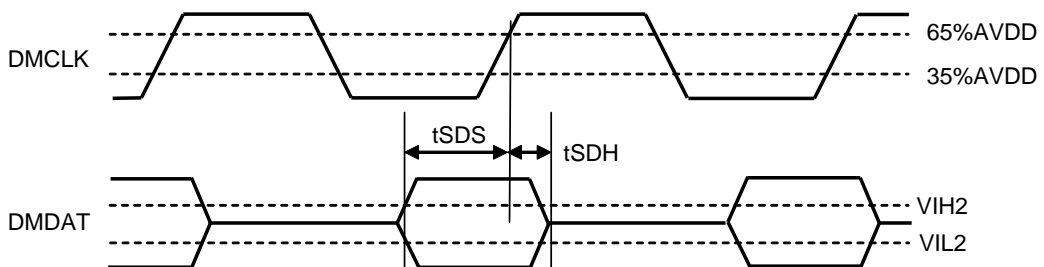 65%AVDD
DMCLK
35%AVDD
tSDS
tSDH
VIH2
DMDAT
VIL2